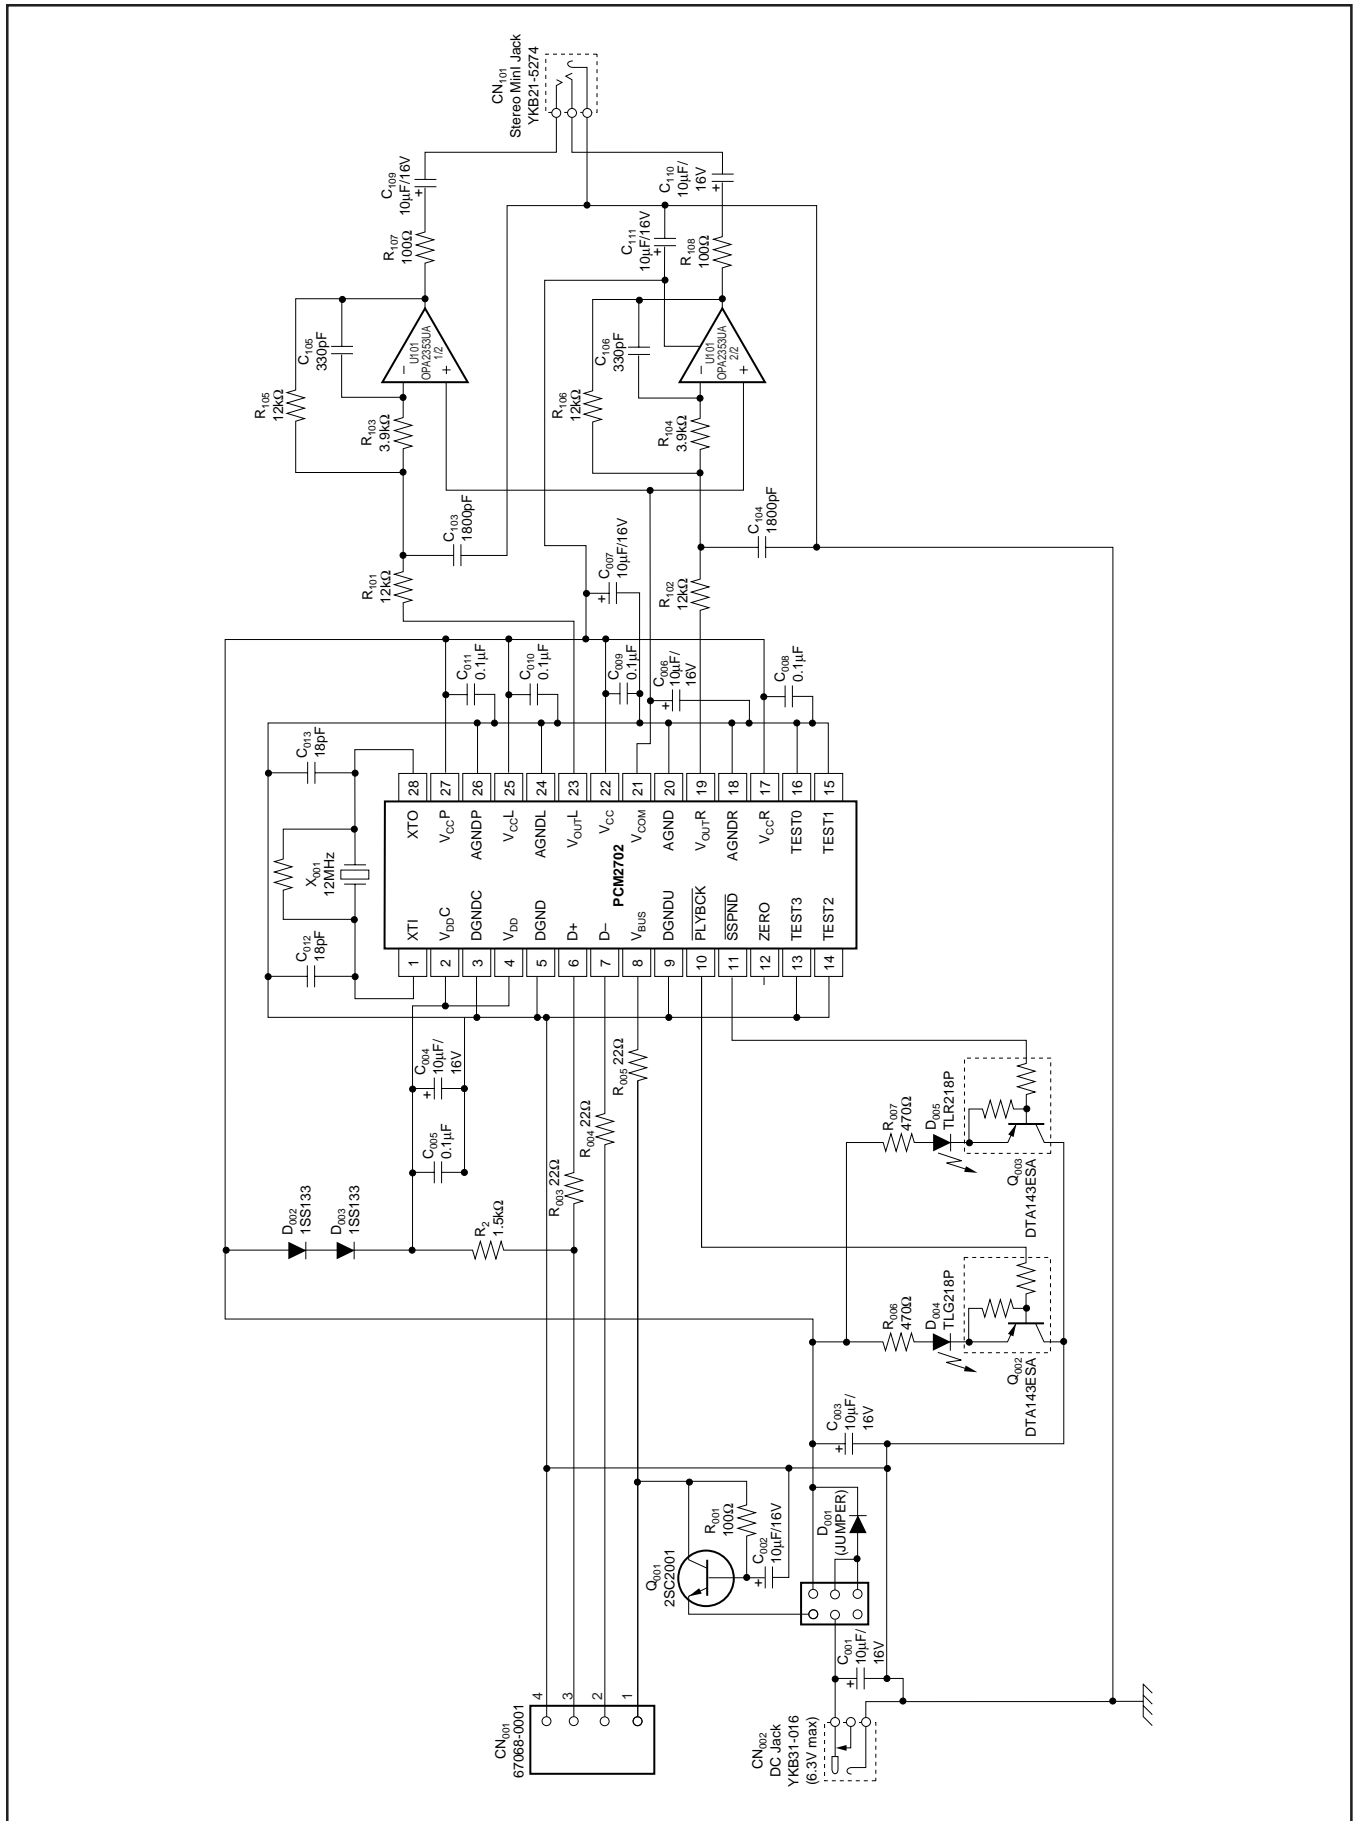 CN101
Stereo MinI Jack
YKB21-5274
C109
10µF/16V
+
R107
100Ω
C110
10µF/
16V
+
C111
10µF/16V
+
R108
100Ω
C105
330pF
U101
OPA2353UA
1/2
–
+
R105
12kΩ
R103
3.9kΩ
C106
330pF
U101
OPA2353UA
2/2
–
+
R106
12kΩ
R104
3.9kΩ
C103
1800pF
C104
1800pF
R101
12kΩ
C007
10µF/16V
+
R102
12kΩ
C011
0.1µF
C010
0.1µF
C009
0.1µF
C006
10µF/
16V
+
C008
0.1µF
C013
18pF
X001
12MHz
C012
18pF
28 27 26 25 24 23 22 21 20 19 18 17 16 15
XTO
VCCP
AGNDP
VCCL
AGNDL
VOUTL
VCC
VCOM
AGND
VOUTR
AGNDR
VCCR
TEST0
TEST1
PCM2702
XTI
VDDC
DGNDC
VDD
DGND
D+
D–
VBUS
DGNDU
PLYBCK
SSPND
ZERO
TEST3
TEST2
1 2 3 4 5 6 7 8 9 10 11 12 13 14
C004
10µF/
16V
+
C005
0.1µF
R005 22Ω
R004 22Ω
R003 22Ω
D002
1SS133
D003
1SS133
R2
1.5kΩ
R007
470Ω
D005
TLR218P
Q003
DTA143ESA
R006
470Ω
D004
TLG218P
Q002
DTA143ESA
C003
10µF/
16V
+
R001
100Ω
C002
10µF/16V
+
D001
(JUMPER)
Q001
2SC2001
C001
10µF/
16V
+
CN001
67068-0001
4
3
2
1
CN002
DC Jack
YKB31-016
(6.3V max)